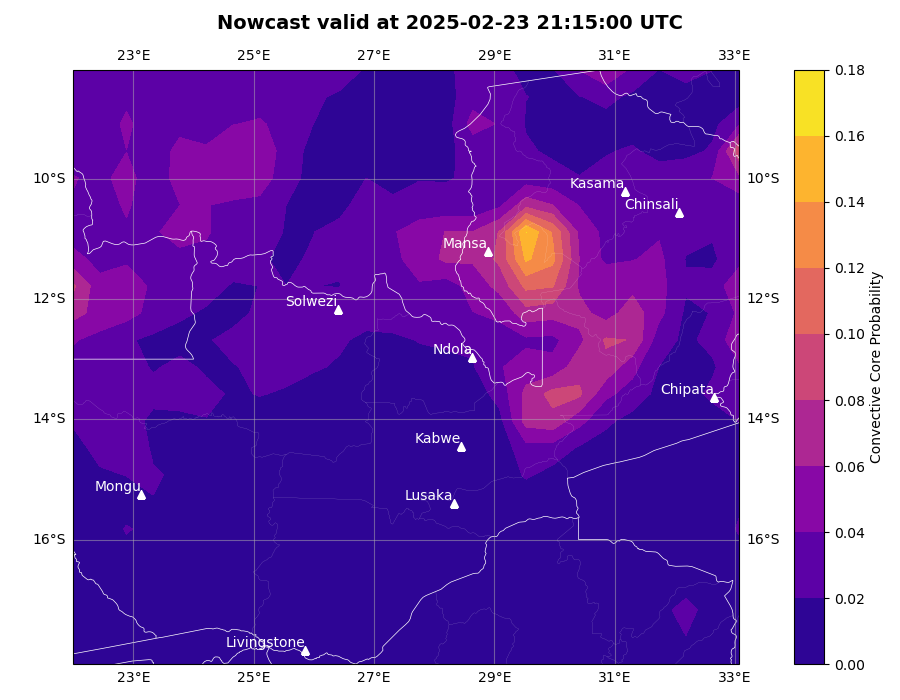 Nowcast valid at 2025-02-23 21:15:00 UTC
23°E 25°E 27°E 29°E 31°E 33°E
0.18
0.16
10°S 10°S
Kasama
Chinsali
0.14
Mansa
0.12
12°S 12°S
Solwezi
0.10
Ndola
Chipata
0.08
14°S 14°S
Kabwe
0.06
Mongu
Lusaka
0.04
16°S 16°S
0.02
Livingstone
0.00
23°E 25°E 27°E 29°E 31°E 33°E
Convective Core Probability